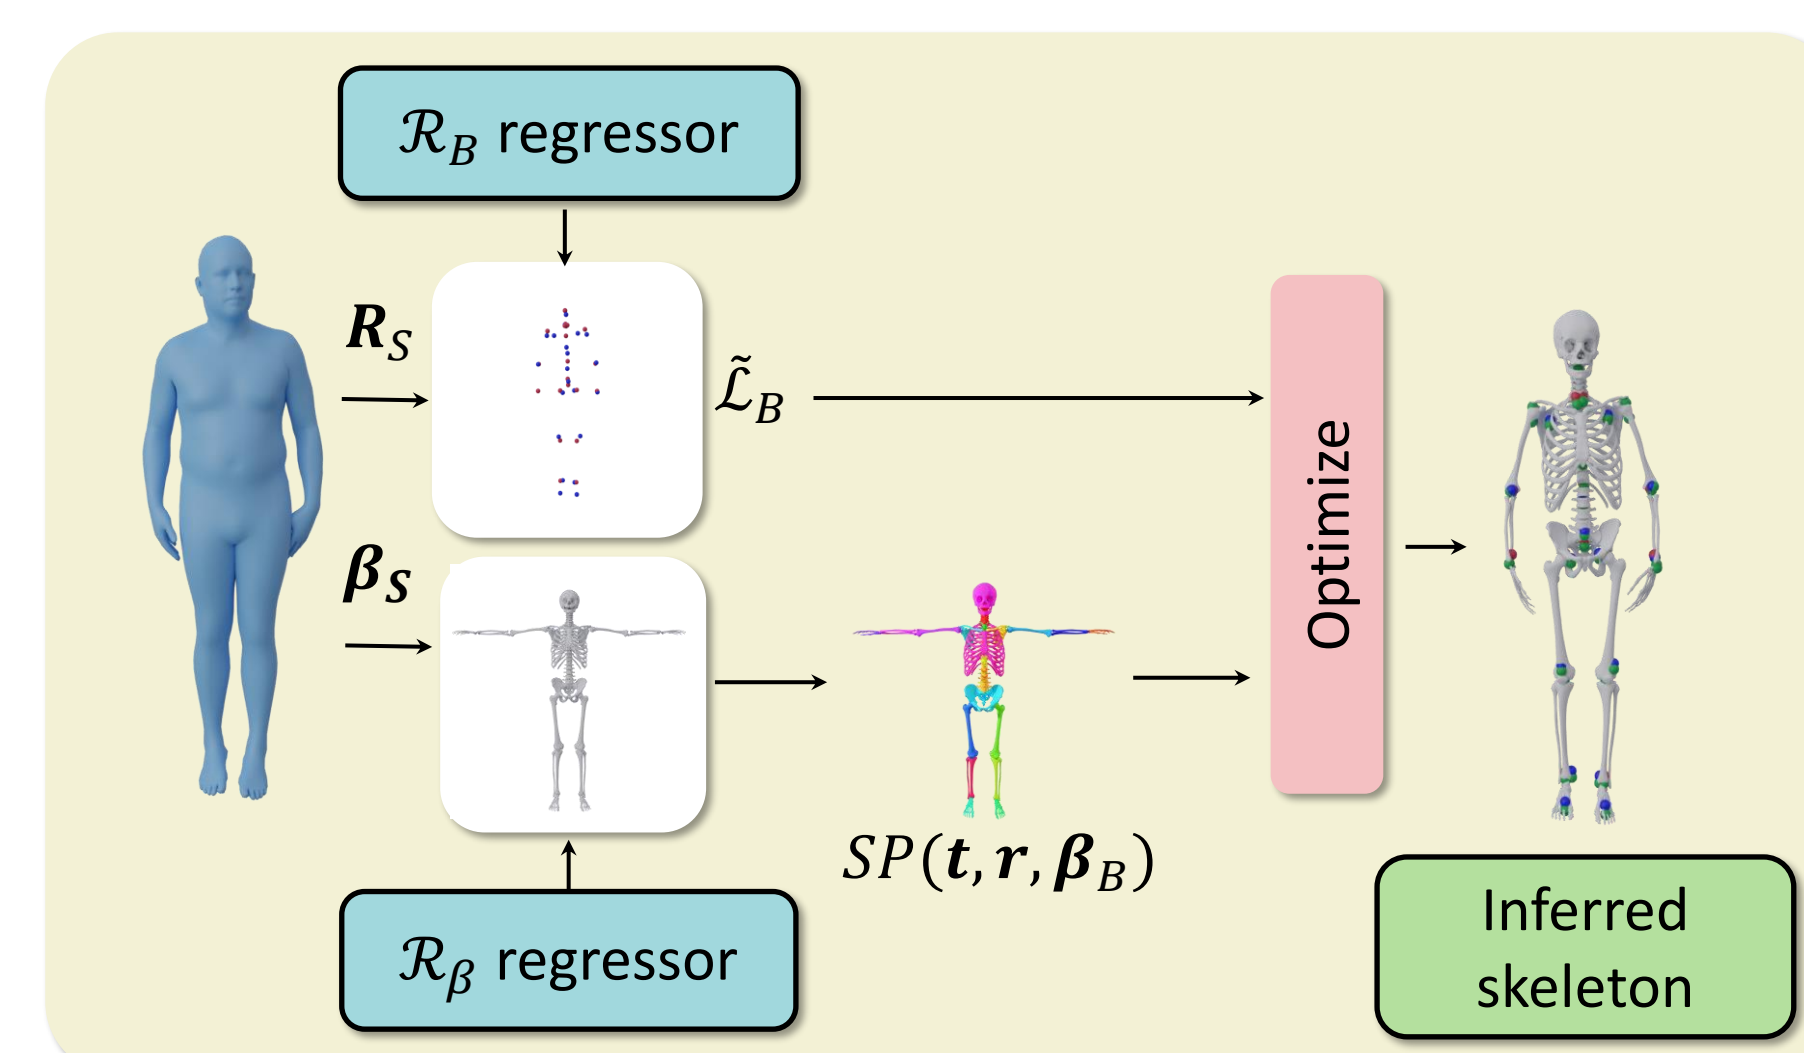 ℛ_B regressor
R_S
ℒ̃_B
β_S
Optimize
SP(t, r, β_B)
ℛ_β regressor
Inferred
skeleton